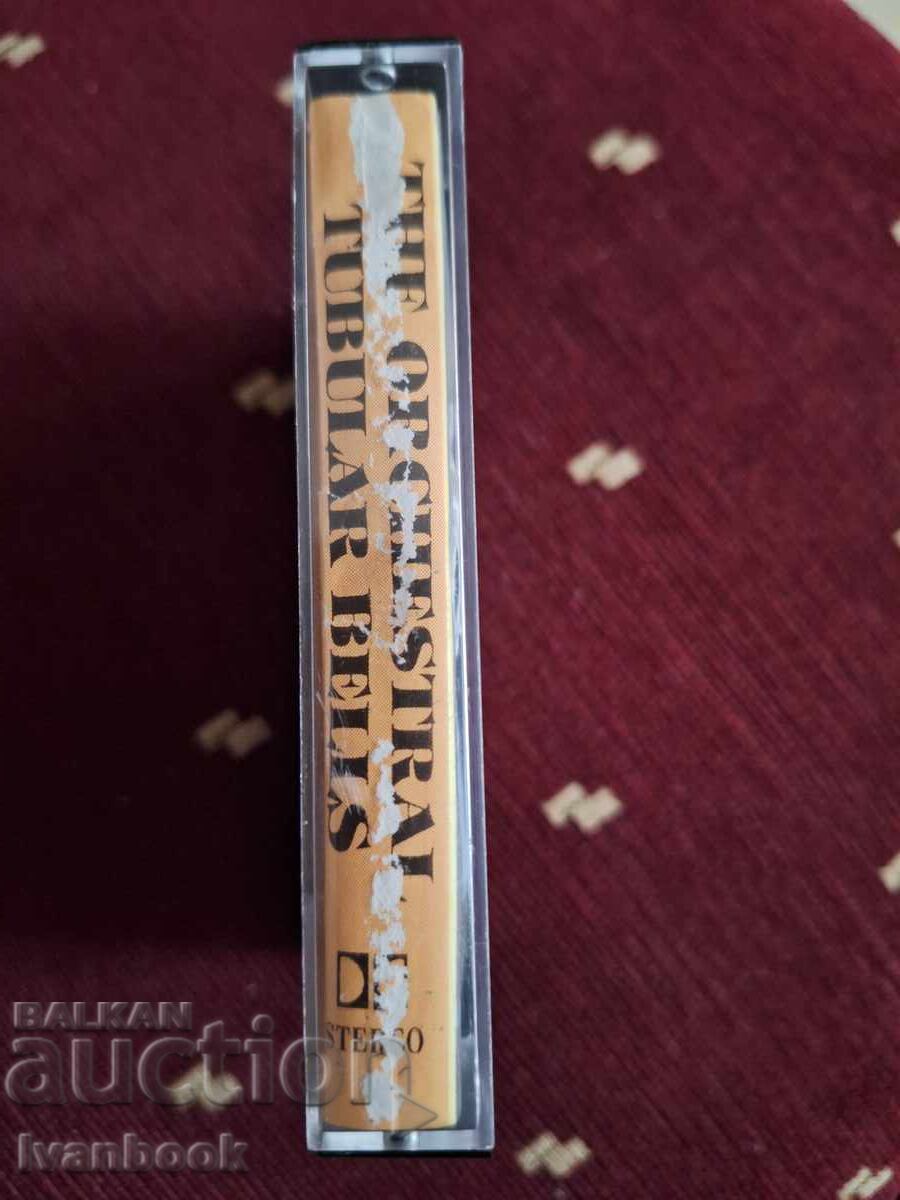 THE ORCHESTRAL
TUBULAR BELLS
STEREO
BALKAN
auction
Ivanbook